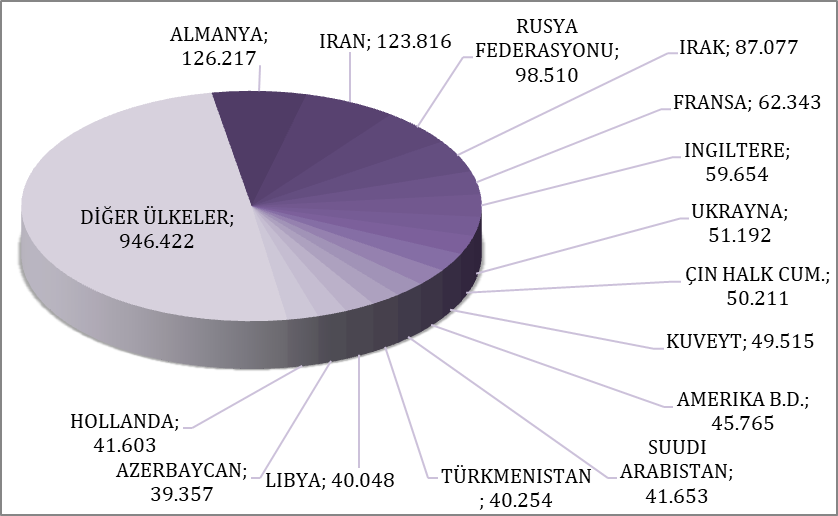 ALMANYA;
126.217
IRAN; 123.816
RUSYA
FEDERASYONU;
98.510
IRAK; 87.077
FRANSA; 62.343
INGILTERE;
59.654
UKRAYNA;
51.192
ÇIN HALK CUM.;
50.211
KUVEYT; 49.515
AMERIKA B.D.;
45.765
SUUDI
ARABISTAN;
41.653
TÜRKMENISTAN
; 40.254
LIBYA; 40.048
AZERBAYCAN;
39.357
HOLLANDA;
41.603
DİĞER ÜLKELER;
946.422